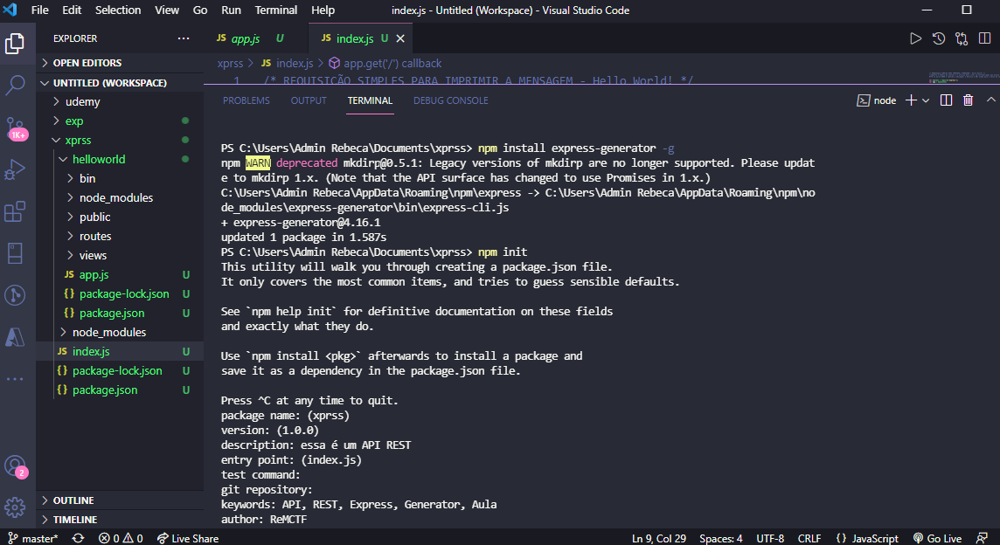 File Edit Selection View Go Run Terminal Help index.js - Untitled (Workspace) - Visual Studio Code
EXPLORER ··· JS app.js U JS index.js U
OPEN EDITORS
xprss > JS index.js > app.get('/') callback
UNTITLED (WORKSPACE)
1 /* REQUISIÇÃO SIMPLES PARA IMPRIMIR A MENSAGEM - Hello World! */
udemy
exp
xprss
helloworld
bin
node_modules
public
routes
views
JS app.js U
{} package-lock.json U
{} package.json U
node_modules
JS index.js U
{} package-lock.json U
{} package.json U
OUTLINE
TIMELINE
1K+
2
PROBLEMS OUTPUT TERMINAL DEBUG CONSOLE node
PS C:\Users\Admin Rebeca\Documents\xprss> npm install express-generator -g
npm WARN deprecated mkdirp@0.5.1: Legacy versions of mkdirp are no longer supported. Please updat
e to mkdirp 1.x. (Note that the API surface has changed to use Promises in 1.x.)
C:\Users\Admin Rebeca\AppData\Roaming\npm\express -> C:\Users\Admin Rebeca\AppData\Roaming\npm\no
de_modules\express-generator\bin\express-cli.js
+ express-generator@4.16.1
updated 1 package in 1.587s
PS C:\Users\Admin Rebeca\Documents\xprss> npm init
This utility will walk you through creating a package.json file.
It only covers the most common items, and tries to guess sensible defaults.
See `npm help init` for definitive documentation on these fields
and exactly what they do.
Use `npm install <pkg>` afterwards to install a package and
save it as a dependency in the package.json file.
Press ^C at any time to quit.
package name: (xprss)
version: (1.0.0)
description: essa é um API REST
entry point: (index.js)
test command:
git repository:
keywords: API, REST, Express, Generator, Aula
author: ReMCTF
master* 0 0 Live Share Ln 9, Col 29 Spaces: 4 UTF-8 CRLF {} JavaScript Go Live